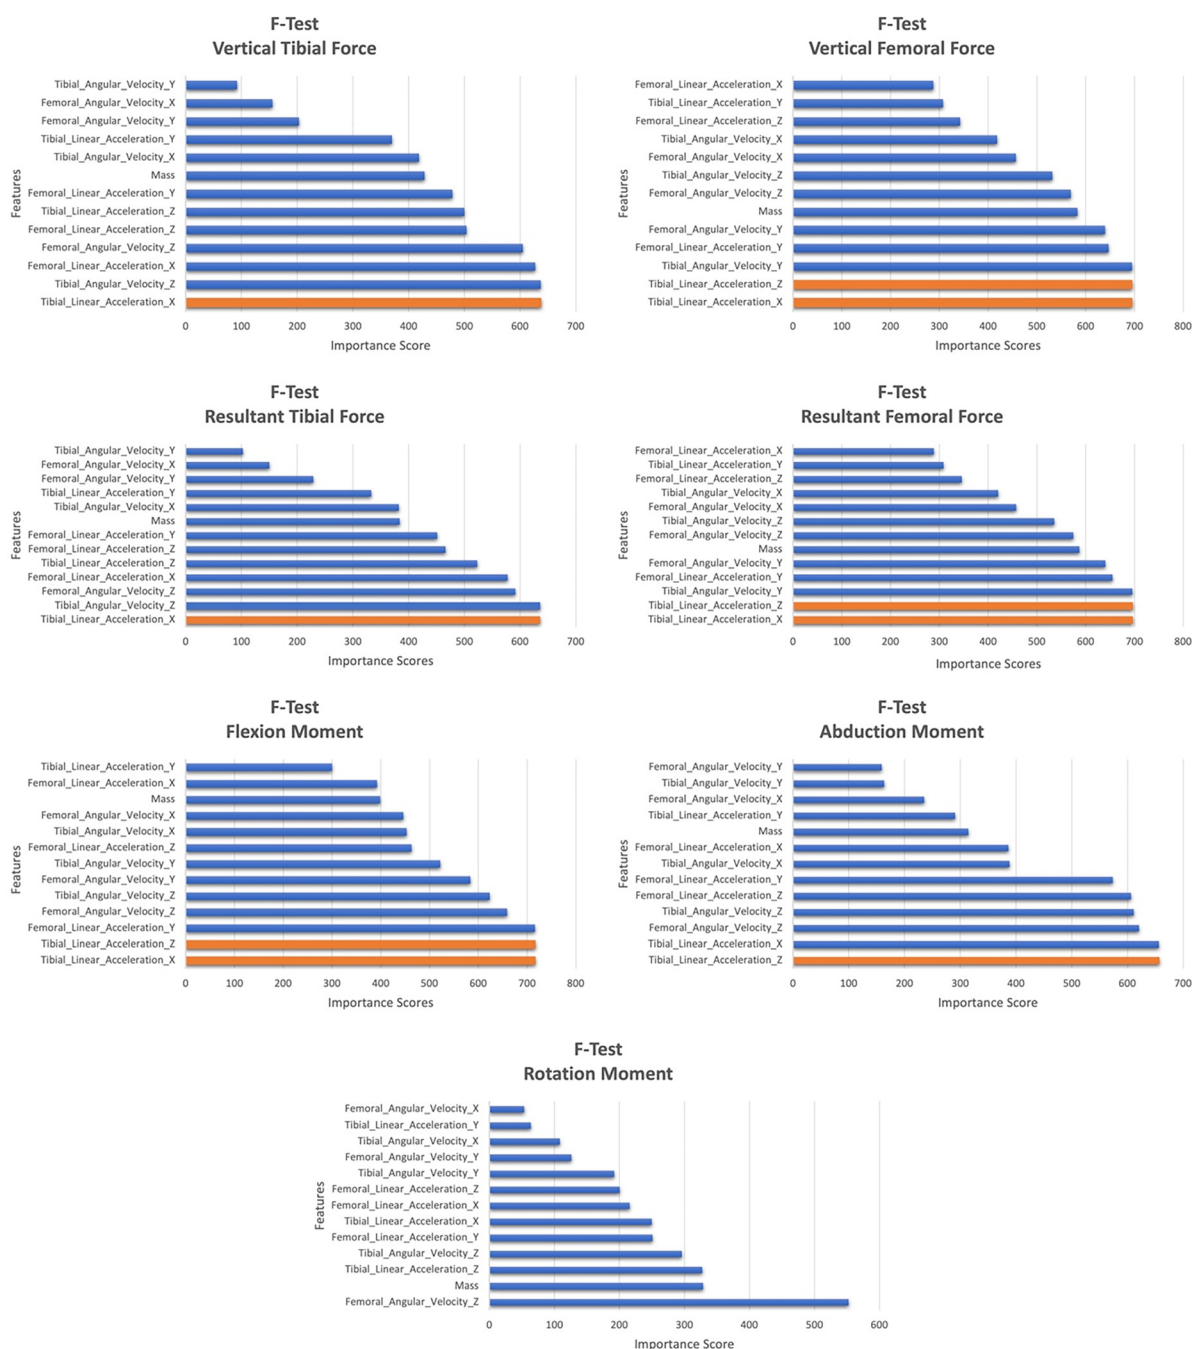 F-Test
Vertical Tibial Force
Features
Tibial_Angular_Velocity_Y
Femoral_Angular_Velocity_X
Femoral_Angular_Velocity_Y
Tibial_Linear_Acceleration_Y
Tibial_Angular_Velocity_X
Mass
Femoral_Linear_Acceleration_Y
Tibial_Linear_Acceleration_Z
Femoral_Linear_Acceleration_Z
Femoral_Angular_Velocity_Z
Femoral_Linear_Acceleration_X
Tibial_Angular_Velocity_Z
Tibial_Linear_Acceleration_X
0 100 200 300 400 500 600 700
Importance Score
F-Test
Vertical Femoral Force
Features
Femoral_Linear_Acceleration_X
Tibial_Linear_Acceleration_Y
Femoral_Linear_Acceleration_Z
Tibial_Angular_Velocity_X
Femoral_Angular_Velocity_X
Tibial_Angular_Velocity_Z
Femoral_Angular_Velocity_Z
Mass
Femoral_Angular_Velocity_Y
Femoral_Linear_Acceleration_Y
Tibial_Angular_Velocity_Y
Tibial_Linear_Acceleration_Z
Tibial_Linear_Acceleration_X
0 100 200 300 400 500 600 700 800
Importance Scores
F-Test
Resultant Tibial Force
Features
Tibial_Angular_Velocity_Y
Femoral_Angular_Velocity_X
Femoral_Angular_Velocity_Y
Tibial_Linear_Acceleration_Y
Tibial_Angular_Velocity_X
Mass
Femoral_Linear_Acceleration_Y
Femoral_Linear_Acceleration_Z
Tibial_Linear_Acceleration_Z
Femoral_Linear_Acceleration_X
Femoral_Angular_Velocity_Z
Tibial_Angular_Velocity_Z
Tibial_Linear_Acceleration_X
0 100 200 300 400 500 600 700
Importance Scores
F-Test
Resultant Femoral Force
Features
Femoral_Linear_Acceleration_X
Tibial_Linear_Acceleration_Y
Femoral_Linear_Acceleration_Z
Tibial_Angular_Velocity_X
Femoral_Angular_Velocity_X
Tibial_Angular_Velocity_Z
Femoral_Angular_Velocity_Z
Mass
Femoral_Angular_Velocity_Y
Femoral_Linear_Acceleration_Y
Tibial_Angular_Velocity_Y
Tibial_Linear_Acceleration_Z
Tibial_Linear_Acceleration_X
0 100 200 300 400 500 600 700 800
Importance Scores
F-Test
Flexion Moment
Features
Tibial_Linear_Acceleration_Y
Femoral_Linear_Acceleration_X
Mass
Femoral_Angular_Velocity_X
Tibial_Angular_Velocity_X
Femoral_Linear_Acceleration_Z
Tibial_Angular_Velocity_Y
Femoral_Angular_Velocity_Y
Tibial_Angular_Velocity_Z
Femoral_Angular_Velocity_Z
Femoral_Linear_Acceleration_Y
Tibial_Linear_Acceleration_Z
Tibial_Linear_Acceleration_X
0 100 200 300 400 500 600 700 800
Importance Scores
F-Test
Abduction Moment
Features
Femoral_Angular_Velocity_Y
Tibial_Angular_Velocity_Y
Femoral_Angular_Velocity_X
Tibial_Linear_Acceleration_Y
Mass
Femoral_Linear_Acceleration_X
Tibial_Angular_Velocity_X
Femoral_Linear_Acceleration_Y
Femoral_Linear_Acceleration_Z
Tibial_Angular_Velocity_Z
Femoral_Angular_Velocity_Z
Tibial_Linear_Acceleration_X
Tibial_Linear_Acceleration_Z
0 100 200 300 400 500 600 700
Importance Score
F-Test
Rotation Moment
Features
Femoral_Angular_Velocity_X
Tibial_Linear_Acceleration_Y
Tibial_Angular_Velocity_X
Femoral_Angular_Velocity_Y
Tibial_Angular_Velocity_Y
Femoral_Linear_Acceleration_Z
Femoral_Linear_Acceleration_X
Tibial_Linear_Acceleration_X
Femoral_Linear_Acceleration_Y
Tibial_Angular_Velocity_Z
Tibial_Linear_Acceleration_Z
Mass
Femoral_Angular_Velocity_Z
0 100 200 300 400 500 600
Importance Score